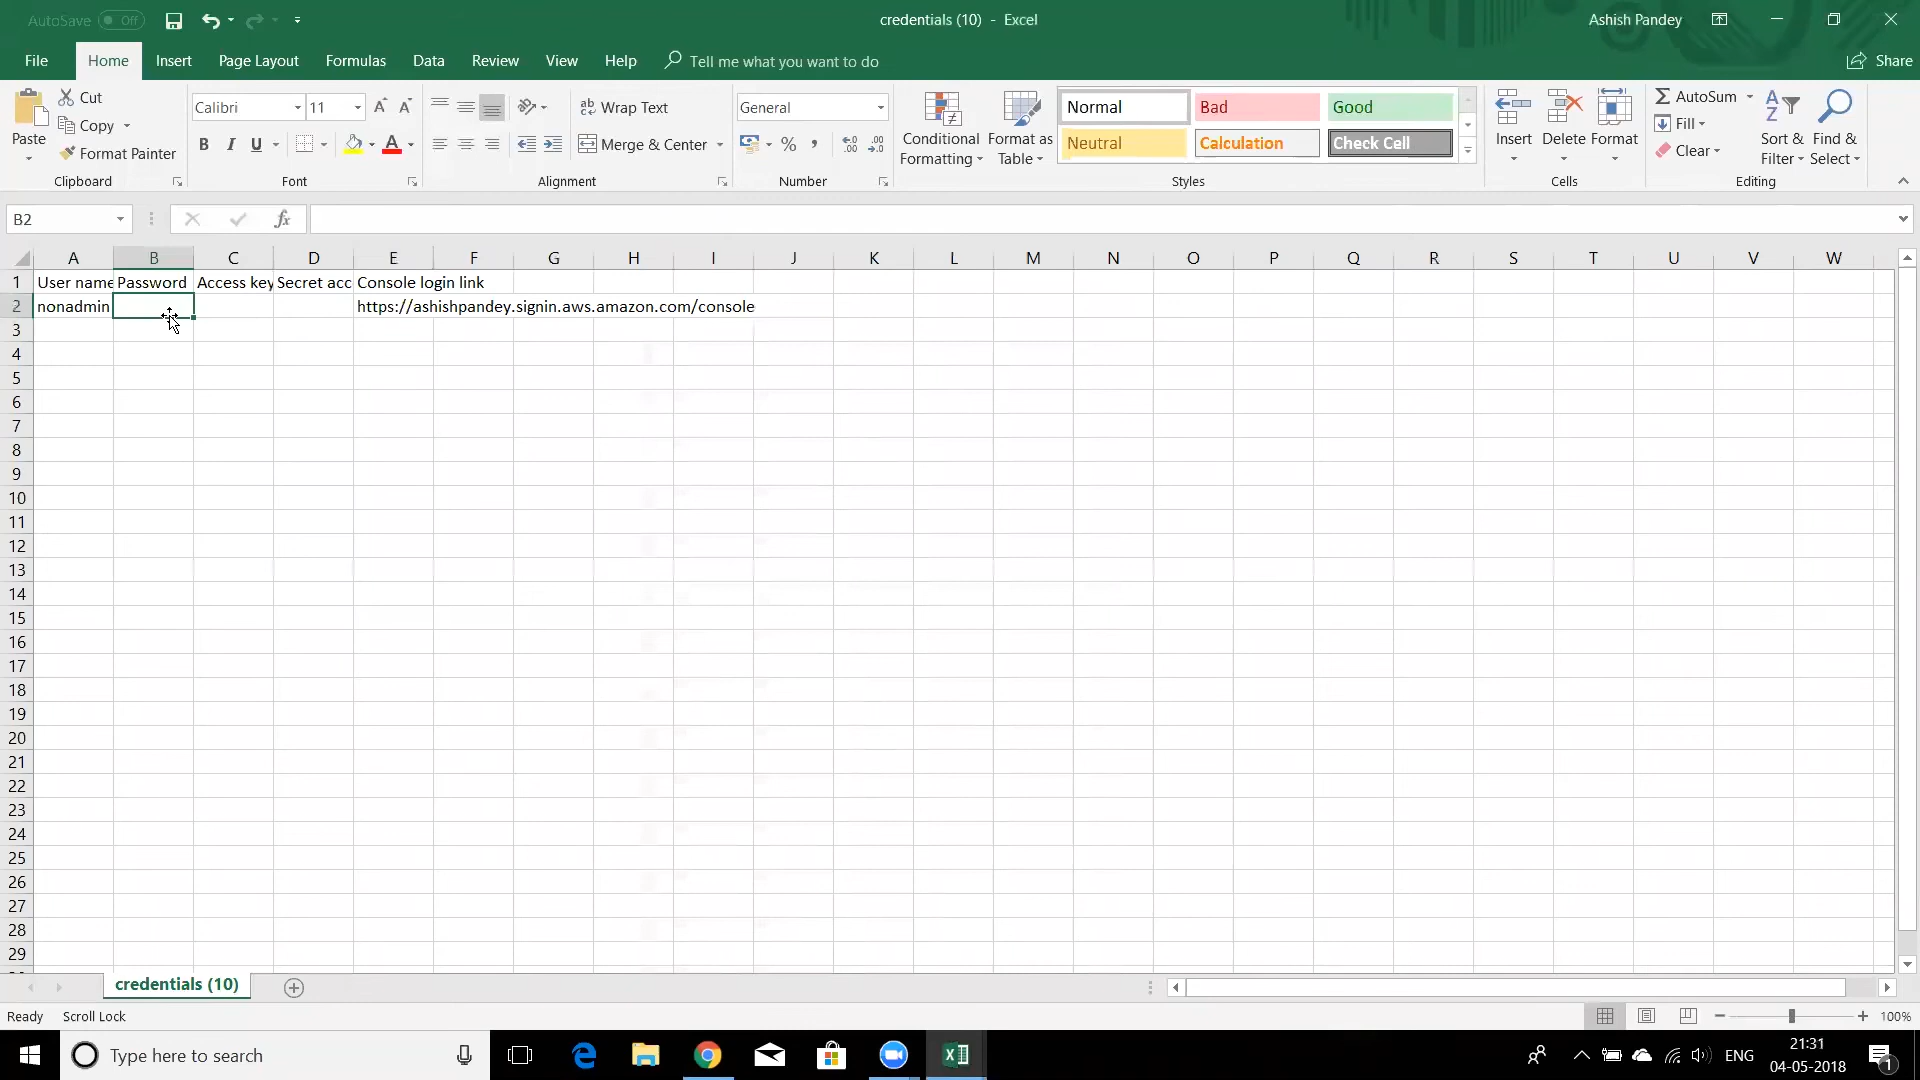 AutoSave Off
credentials (10) - Excel
Ashish Pandey
File Home Insert Page Layout Formulas Data Review View Help Tell me what you want to do Share
Paste
Cut
Copy
Format Painter
Clipboard
Calibri 11
B I U
Font
Wrap Text
Merge & Center
Alignment
General
%
Number
Conditional Formatting
Format as Table
Normal Bad Good
Neutral Calculation Check Cell
Styles
Insert Delete Format
Cells
AutoSum
Fill
Clear
Sort & Filter
Find & Select
Editing
B2
fx
A B C D E F G H I J K L M N O P Q R S T U V W
1 User name Password Access key Secret acc Console login link
2 nonadmin https://ashishpandey.signin.aws.amazon.com/console
3
4
5
6
7
8
9
10
11
12
13
14
15
16
17
18
19
20
21
22
23
24
25
26
27
28
29
credentials (10)
Ready Scroll Lock
100%
Type here to search
ENG
21:31
04-05-2018
1